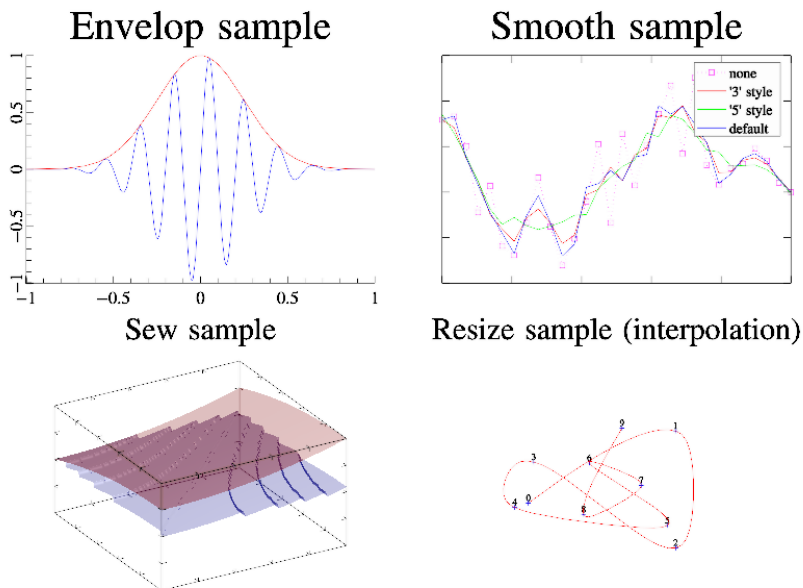 Envelop sample
Smooth sample
1
0.5
0
−0.5
−1
−1
−0.5
0
0.5
1
none
'3' style
'5' style
default
Sew sample
Resize sample (interpolation)
9
1
6
3
7
0
4
8
5
2